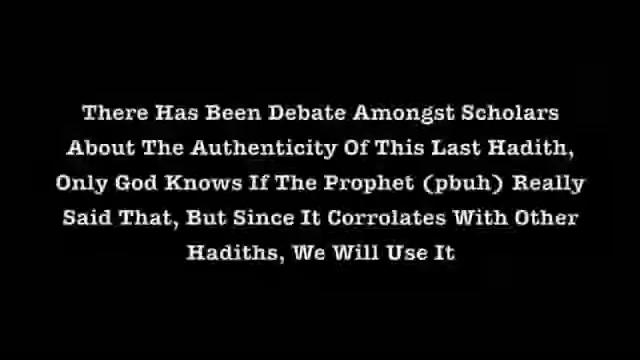 There Has Been Debate Amongst Scholars
About The Authenticity Of This Last Hadith,
Only God Knows If The Prophet (pbuh) Really
Said That, But Since It Corrolates With Other
Hadiths, We Will Use It